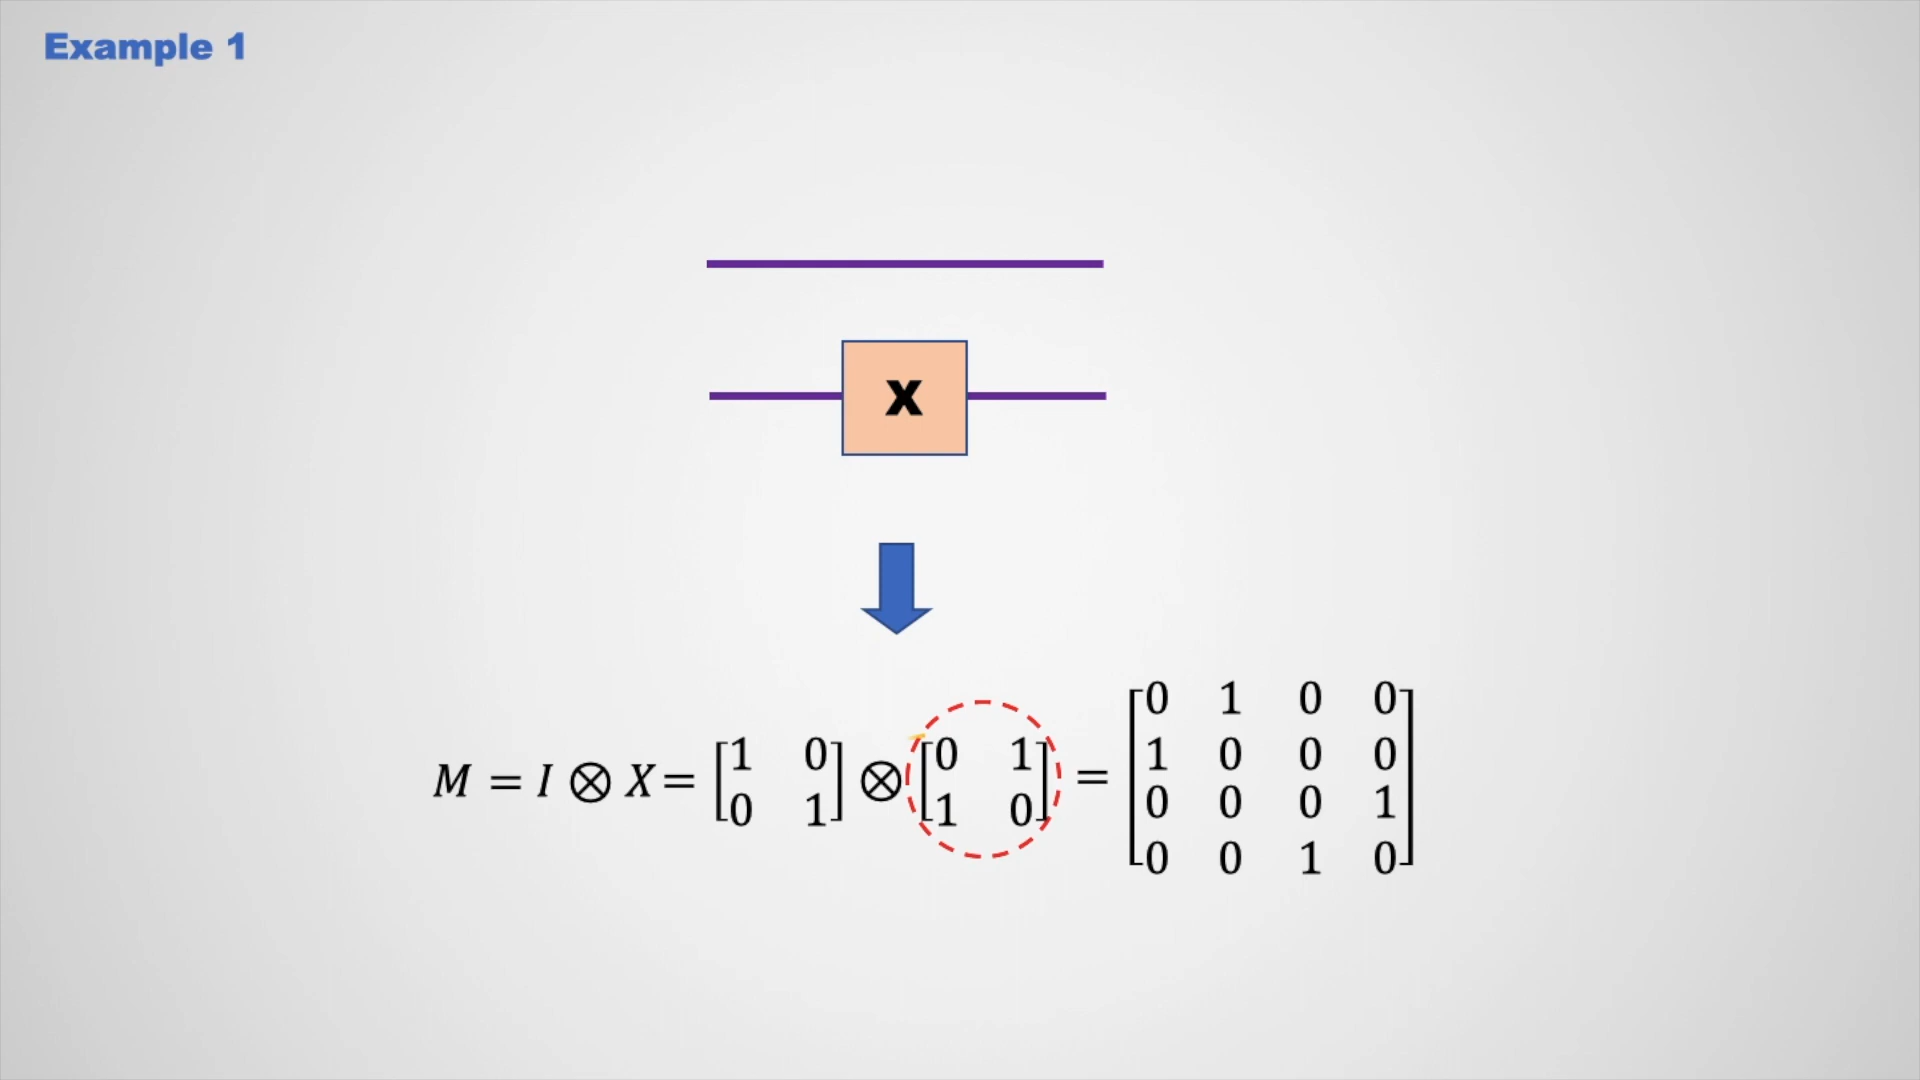 Example 1
X
M = I ⊗ X = [1 0; 0 1] ⊗ [0 1; 1 0] = [0 1 0 0; 1 0 0 0; 0 0 0 1; 0 0 1 0]